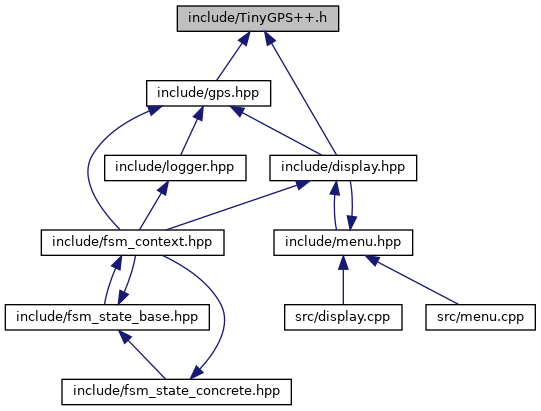 include/TinyGPS++.h
include/gps.hpp
include/logger.hpp
include/display.hpp
include/fsm_context.hpp
include/menu.hpp
include/fsm_state_base.hpp
src/display.cpp
src/menu.cpp
include/fsm_state_concrete.hpp